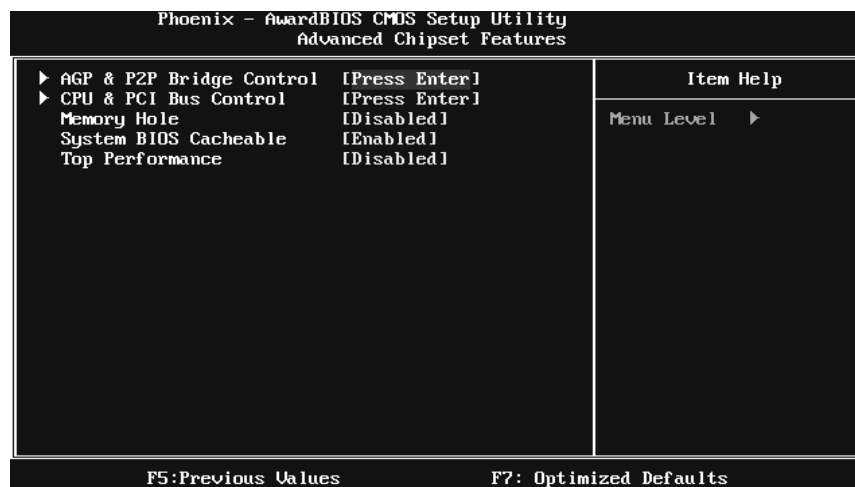 Phoenix - AwardBIOS CMOS Setup Utility
Advanced Chipset Features
AGP & P2P Bridge Control [Press Enter]
CPU & PCI Bus Control [Press Enter]
Memory Hole [Disabled]
System BIOS Cacheable [Enabled]
Top Performance [Disabled]
Item Help
Menu Level
F5:Previous Values F7: Optimized Defaults